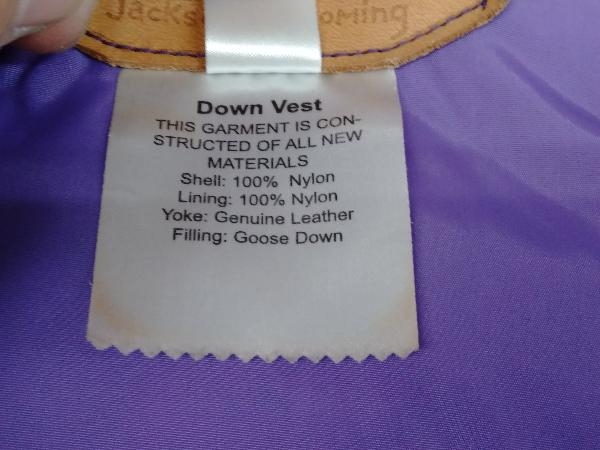 Down Vest
THIS GARMENT IS CON-
STRUCTED OF ALL NEW
MATERIALS
Shell: 100% Nylon
Lining: 100% Nylon
Yoke: Genuine Leather
Filling: Goose Down